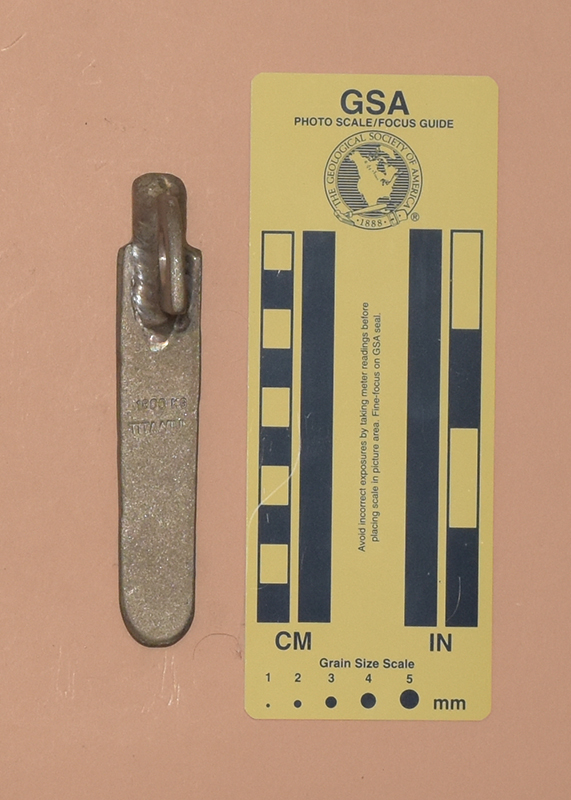 GSA
PHOTO SCALE/FOCUS GUIDE
THE GEOLOGICAL SOCIETY OF AMERICA
1888
®
Avoid incorrect exposures by taking meter readings before
placing scale in picture area. Fine-focus on GSA seal.
KG
CM IN
Grain Size Scale
1 2 3 4 5
mm